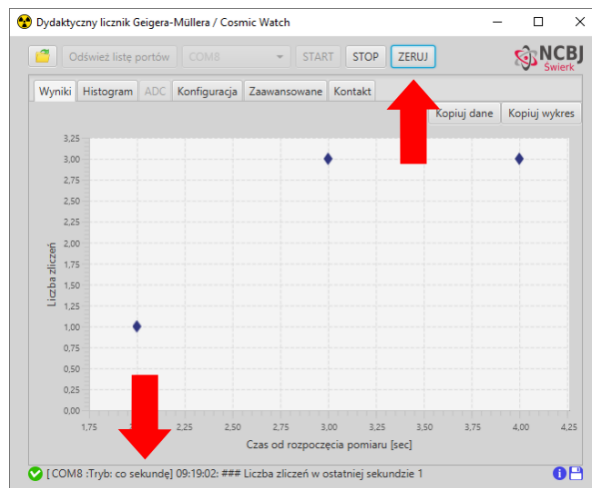 Dydaktyczny licznik Geigera-Müllera / Cosmic Watch
Odśwież listę portów COM8 START STOP ZERUJ
NCBJ
Świerk
Wyniki Histogram ADC Konfiguracja Zaawansowane Kontakt
Kopiuj dane Kopiuj wykres
3,25
3,00
2,75
2,50
2,25
2,00
1,75
1,50
1,25
1,00
0,75
0,50
0,25
0,00
Liczba zliczeń
1,75 2,25 2,50 2,75 3,00 3,25 3,50 3,75 4,00 4,25
Czas od rozpoczęcia pomiaru [sec]
[ COM8 :Tryb: co sekundę] 09:19:02: ### Liczba zliczeń w ostatniej sekundzie 1